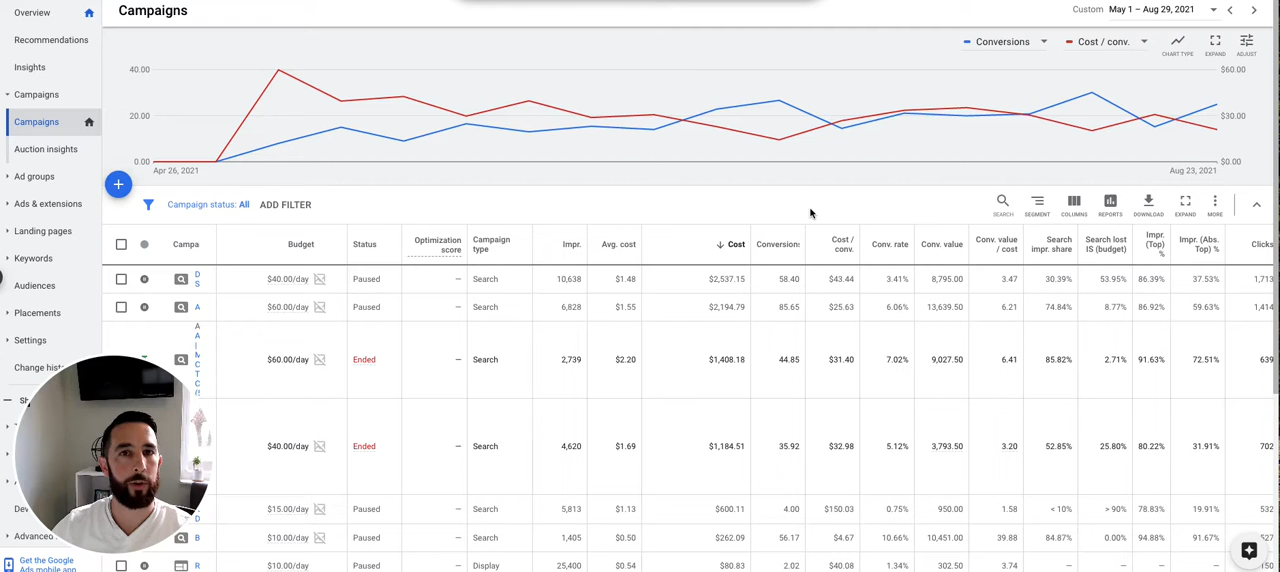 Overview
Recommendations
Insights
Campaigns
Campaigns
Auction insights
Ad groups
Ads & extensions
Landing pages
Keywords
Audiences
Placements
Settings
Change
Advanced
Get the Google
Ads mobile app
Campaigns
Custom May 1 – Aug 29, 2021
Conversions Cost / conv. CHART TYPE EXPAND ADJUST
40.00 $60.00
20.00 $30.00
0.00 $0.00
Apr 26, 2021 Aug 23, 2021
Campaign status: All ADD FILTER
SEARCH SEGMENT COLUMNS REPORTS DOWNLOAD EXPAND MORE
Campa Budget Status Optimization score Campaign type Impr. Avg. cost Cost Conversions Cost / conv. Conv. rate Conv. value Conv. value / cost Search impr. share Search lost IS (budget) Impr. (Top) % Impr. (Abs. Top) % Clicks
D S $40.00/day Paused — Search 10,638 $1.48 $2,537.15 58.40 $43.44 3.41% 8,795.00 3.47 30.39% 53.95% 86.39% 37.53% 1,713
A $60.00/day Paused — Search 6,828 $1.55 $2,194.79 85.65 $25.63 6.06% 13,639.50 6.21 74.84% 8.77% 86.92% 59.63% 1,414
A A | M C T C $60.00/day Ended — Search 2,739 $2.20 $1,408.18 44.85 $31.40 7.02% 9,027.50 6.41 85.82% 2.71% 91.63% 72.51% 639
$40.00/day Ended — Search 4,620 $1.69 $1,184.51 35.92 $32.98 5.12% 3,793.50 3.20 52.85% 25.80% 80.22% 31.91% 702
D $15.00/day Paused — Search 5,813 $1.13 $600.11 4.00 $150.03 0.75% 950.00 1.58 < 10% > 90% 78.83% 19.91% 532
B $10.00/day Paused — Search 1,405 $0.50 $262.09 56.17 $4.67 10.66% 10,451.00 39.88 84.87% 0.00% 94.88% 91.67% 527
R $10.00/day Paused — Display 25,400 $0.54 $80.83 2.02 $40.08 1.34% 302.50 3.74 — — — — 150